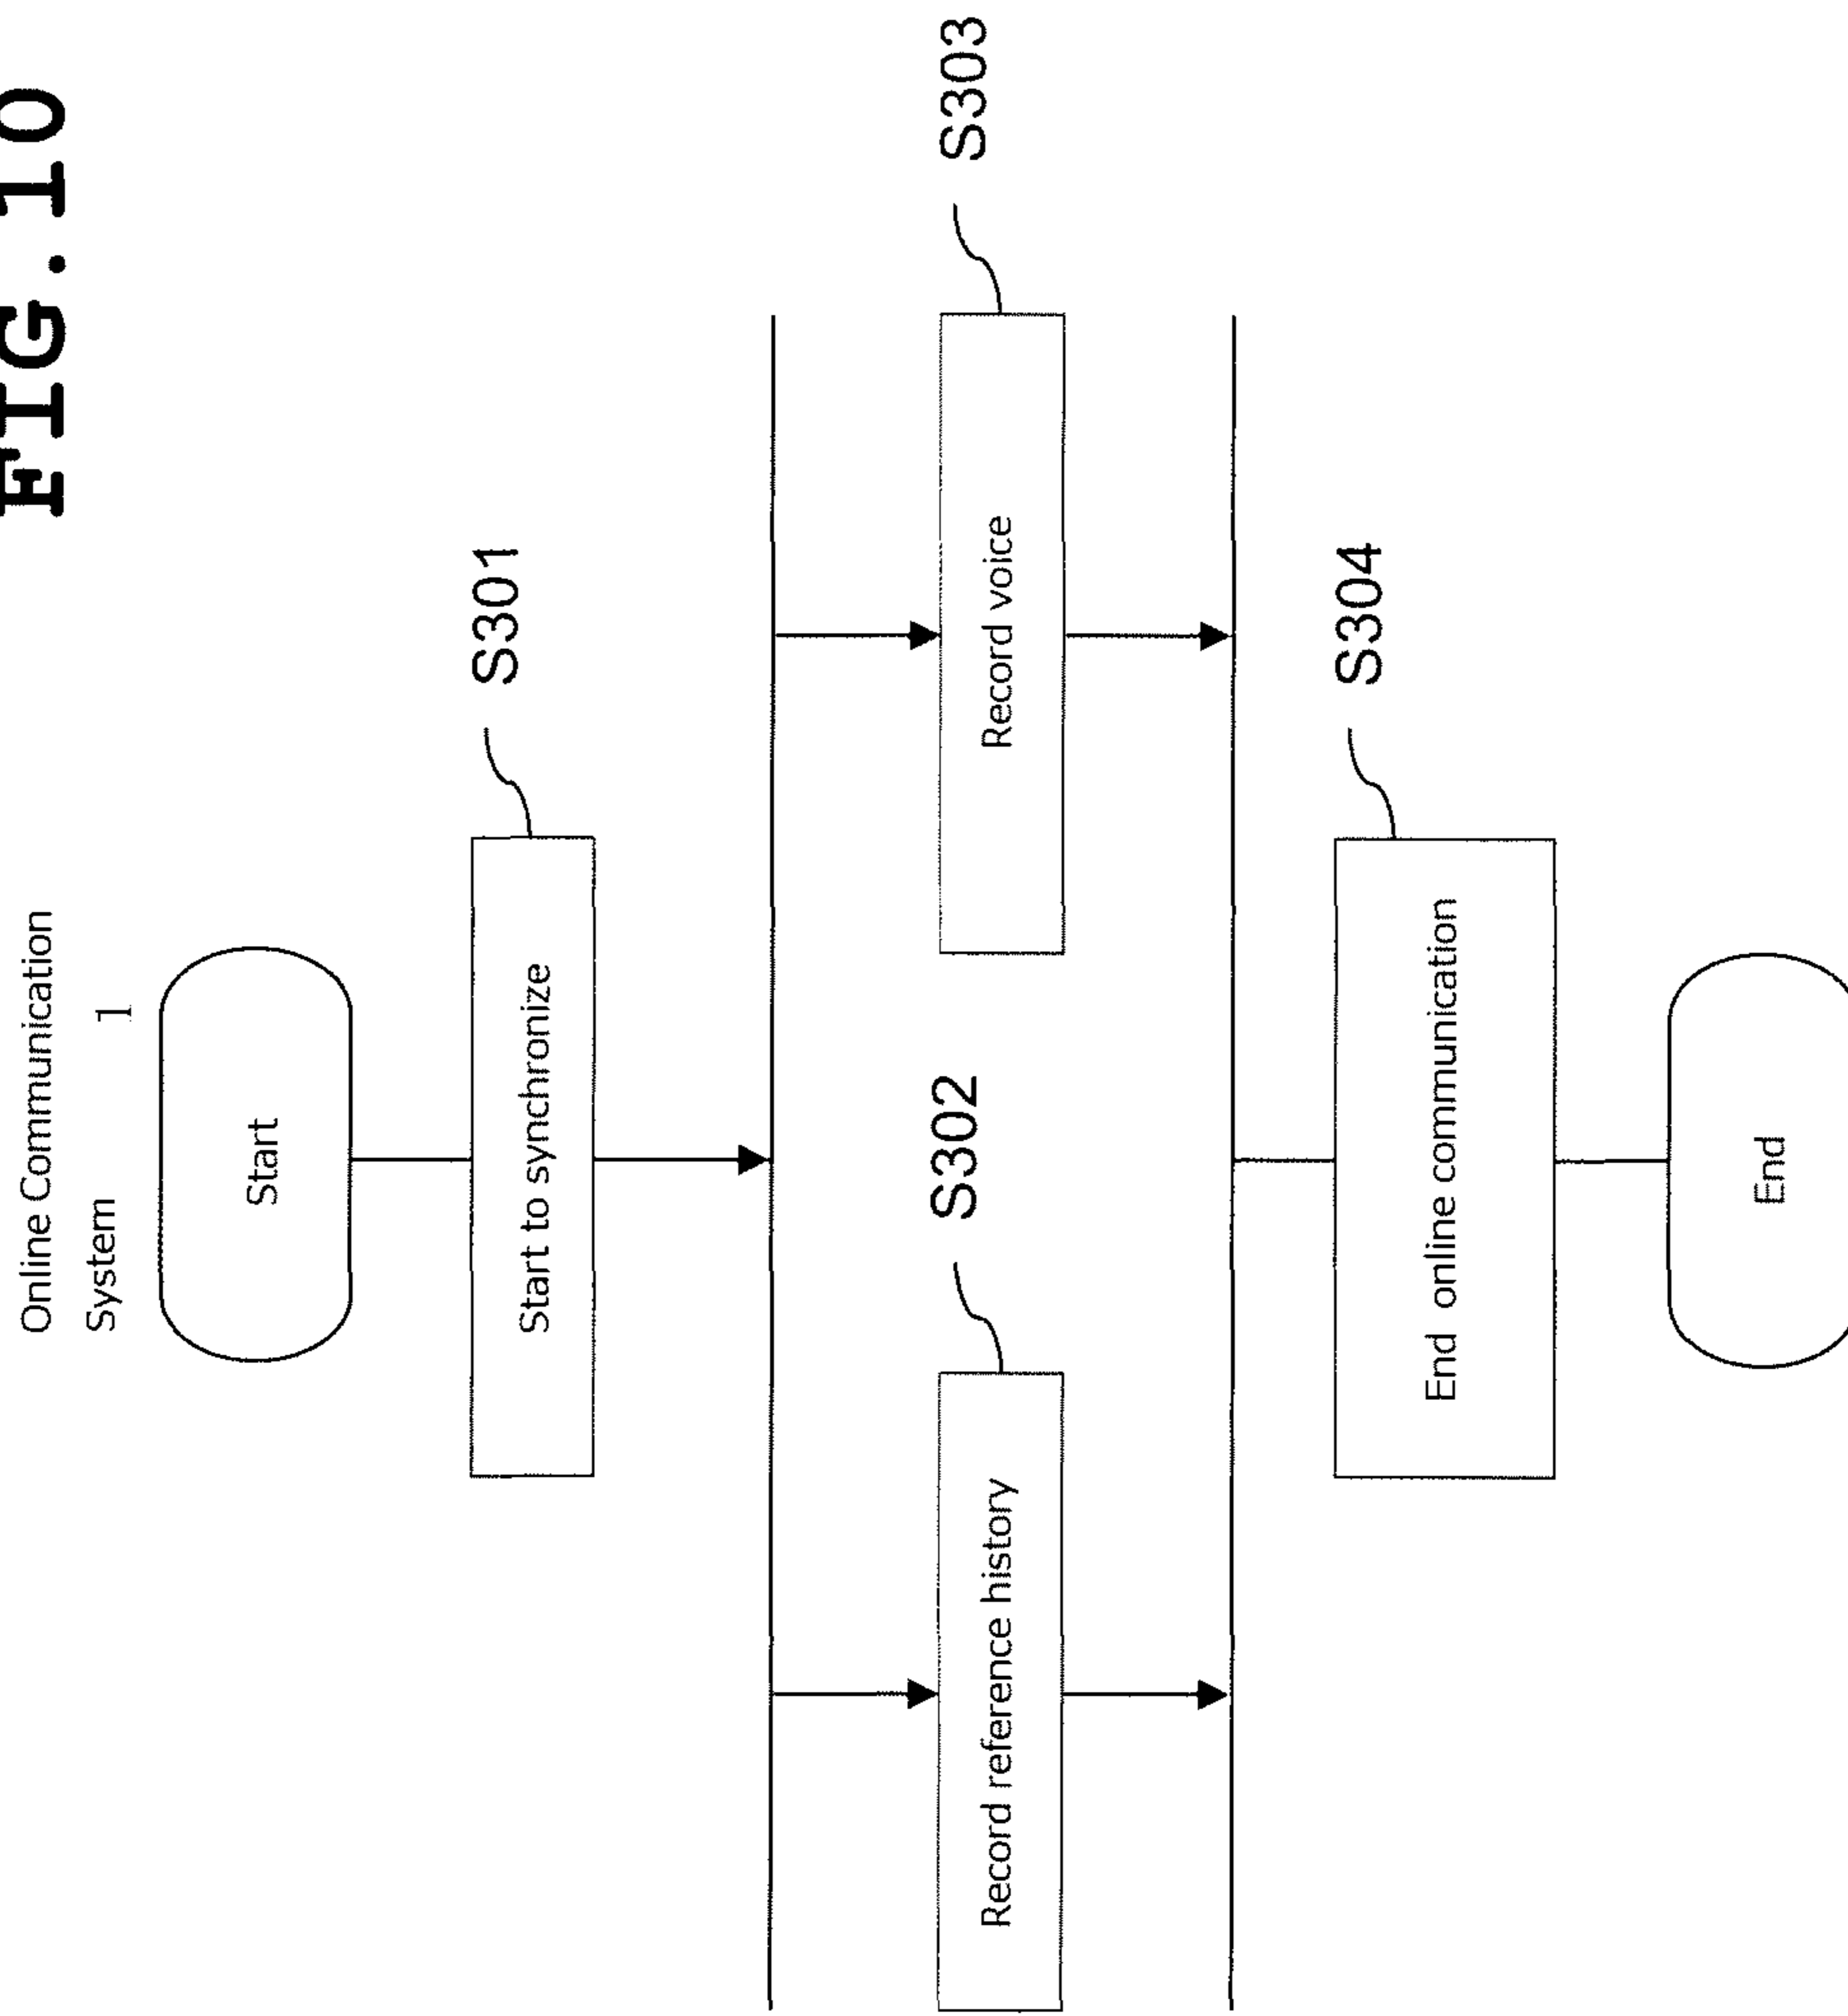 FIG.10
Online Communication
System 1
Start
Start to synchronize
S301
Record reference history
S302
Record voice
S303
End online communication
S304
End